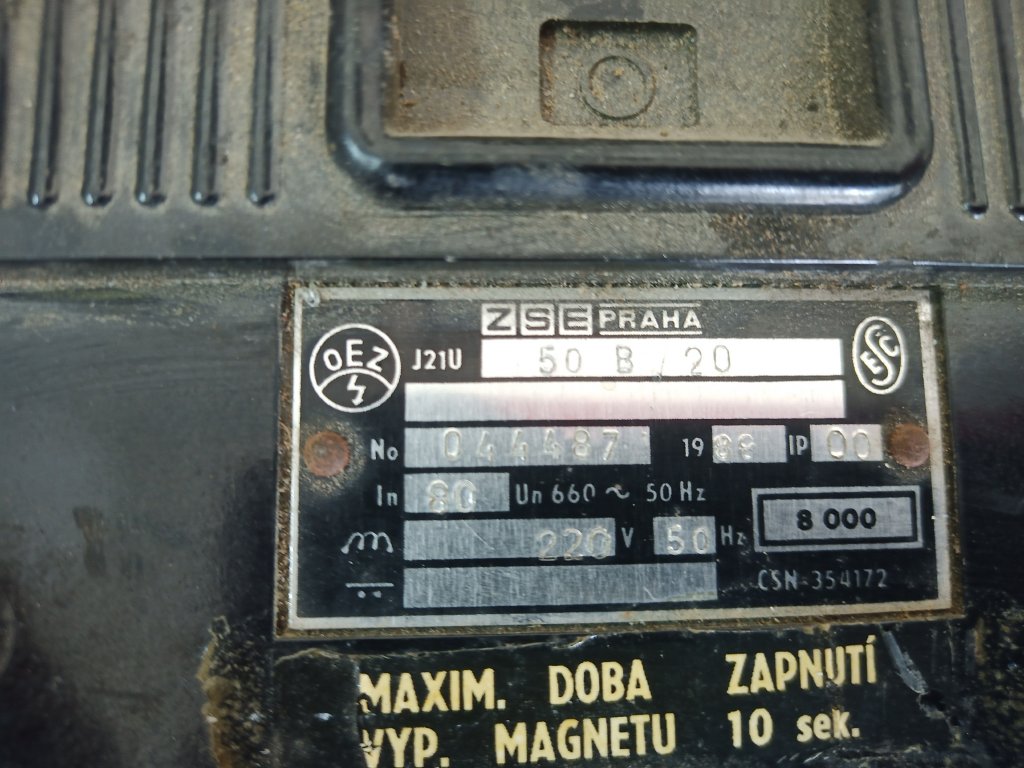 ZSE PRAHA
OEZ
J21U 50 B / 20
ESČ
No 044487 1988 IP 00
In 80 Un 660 ~ 50 Hz
8 000
220 V 50 Hz
ČSN-354172
MAXIM. DOBA ZAPNUTÍ
VYP. MAGNETU 10 sek.